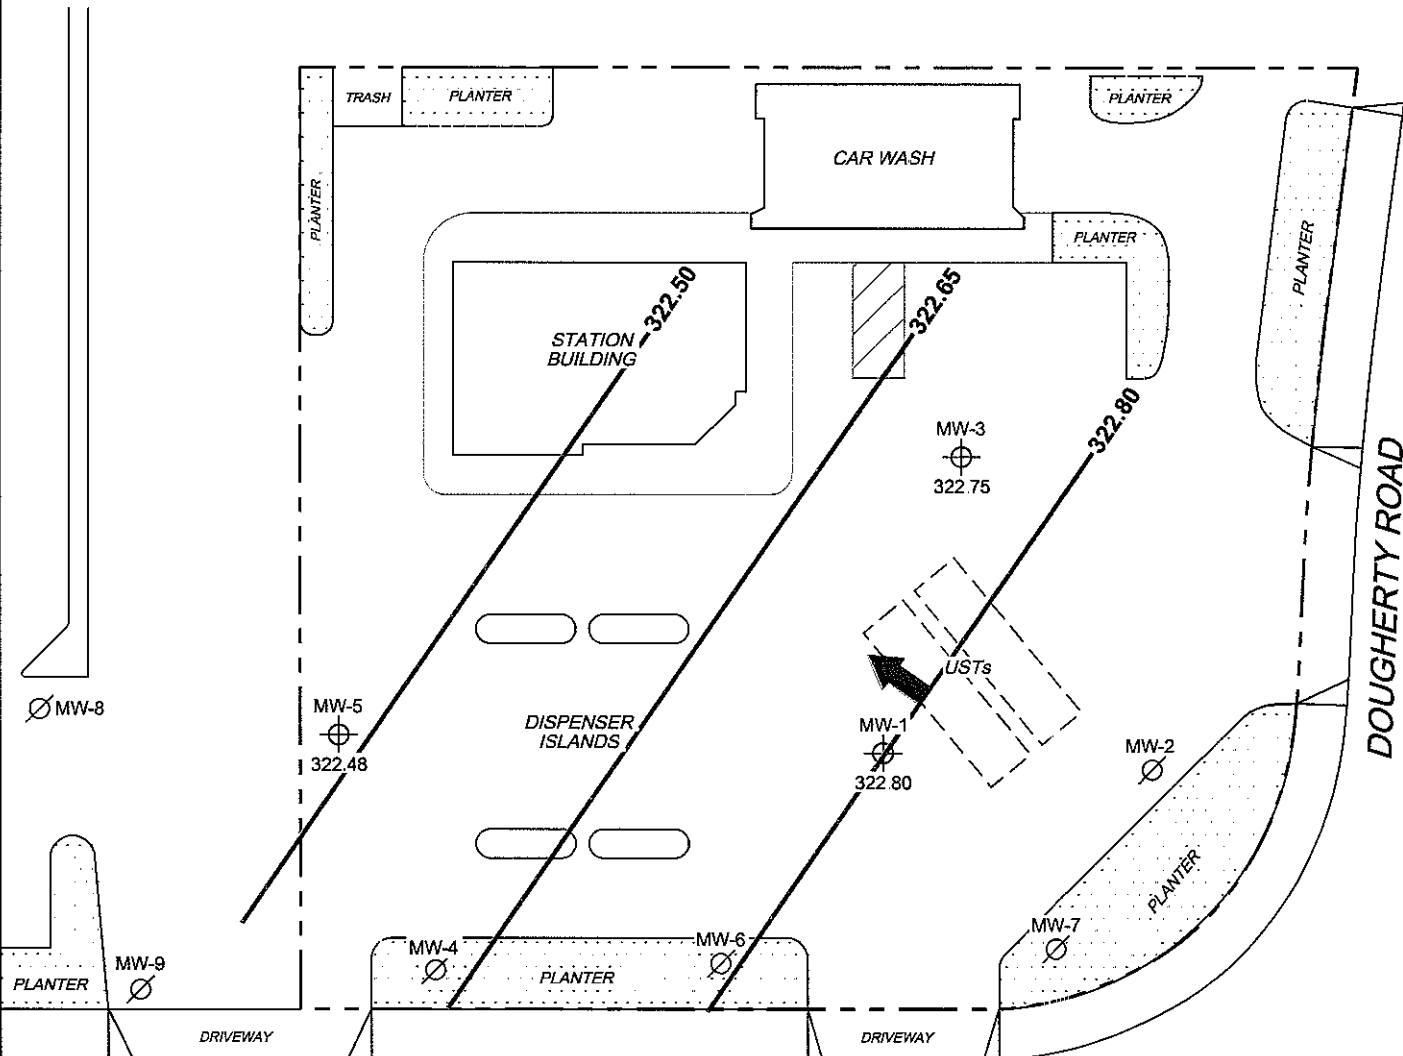 TRASH
PLANTER
PLANTER
PLANTER
CAR WASH
PLANTER
PLANTER
322.50
322.65
STATION
BUILDING
322.80
MW-3
322.75
DOUGHERTY ROAD
USTs
MW-8
MW-5
322.48
DISPENSER
ISLANDS
MW-1
322.80
MW-2
PLANTER
MW-7
MW-6
MW-4
PLANTER
MW-9
PLANTER
DRIVEWAY
DRIVEWAY